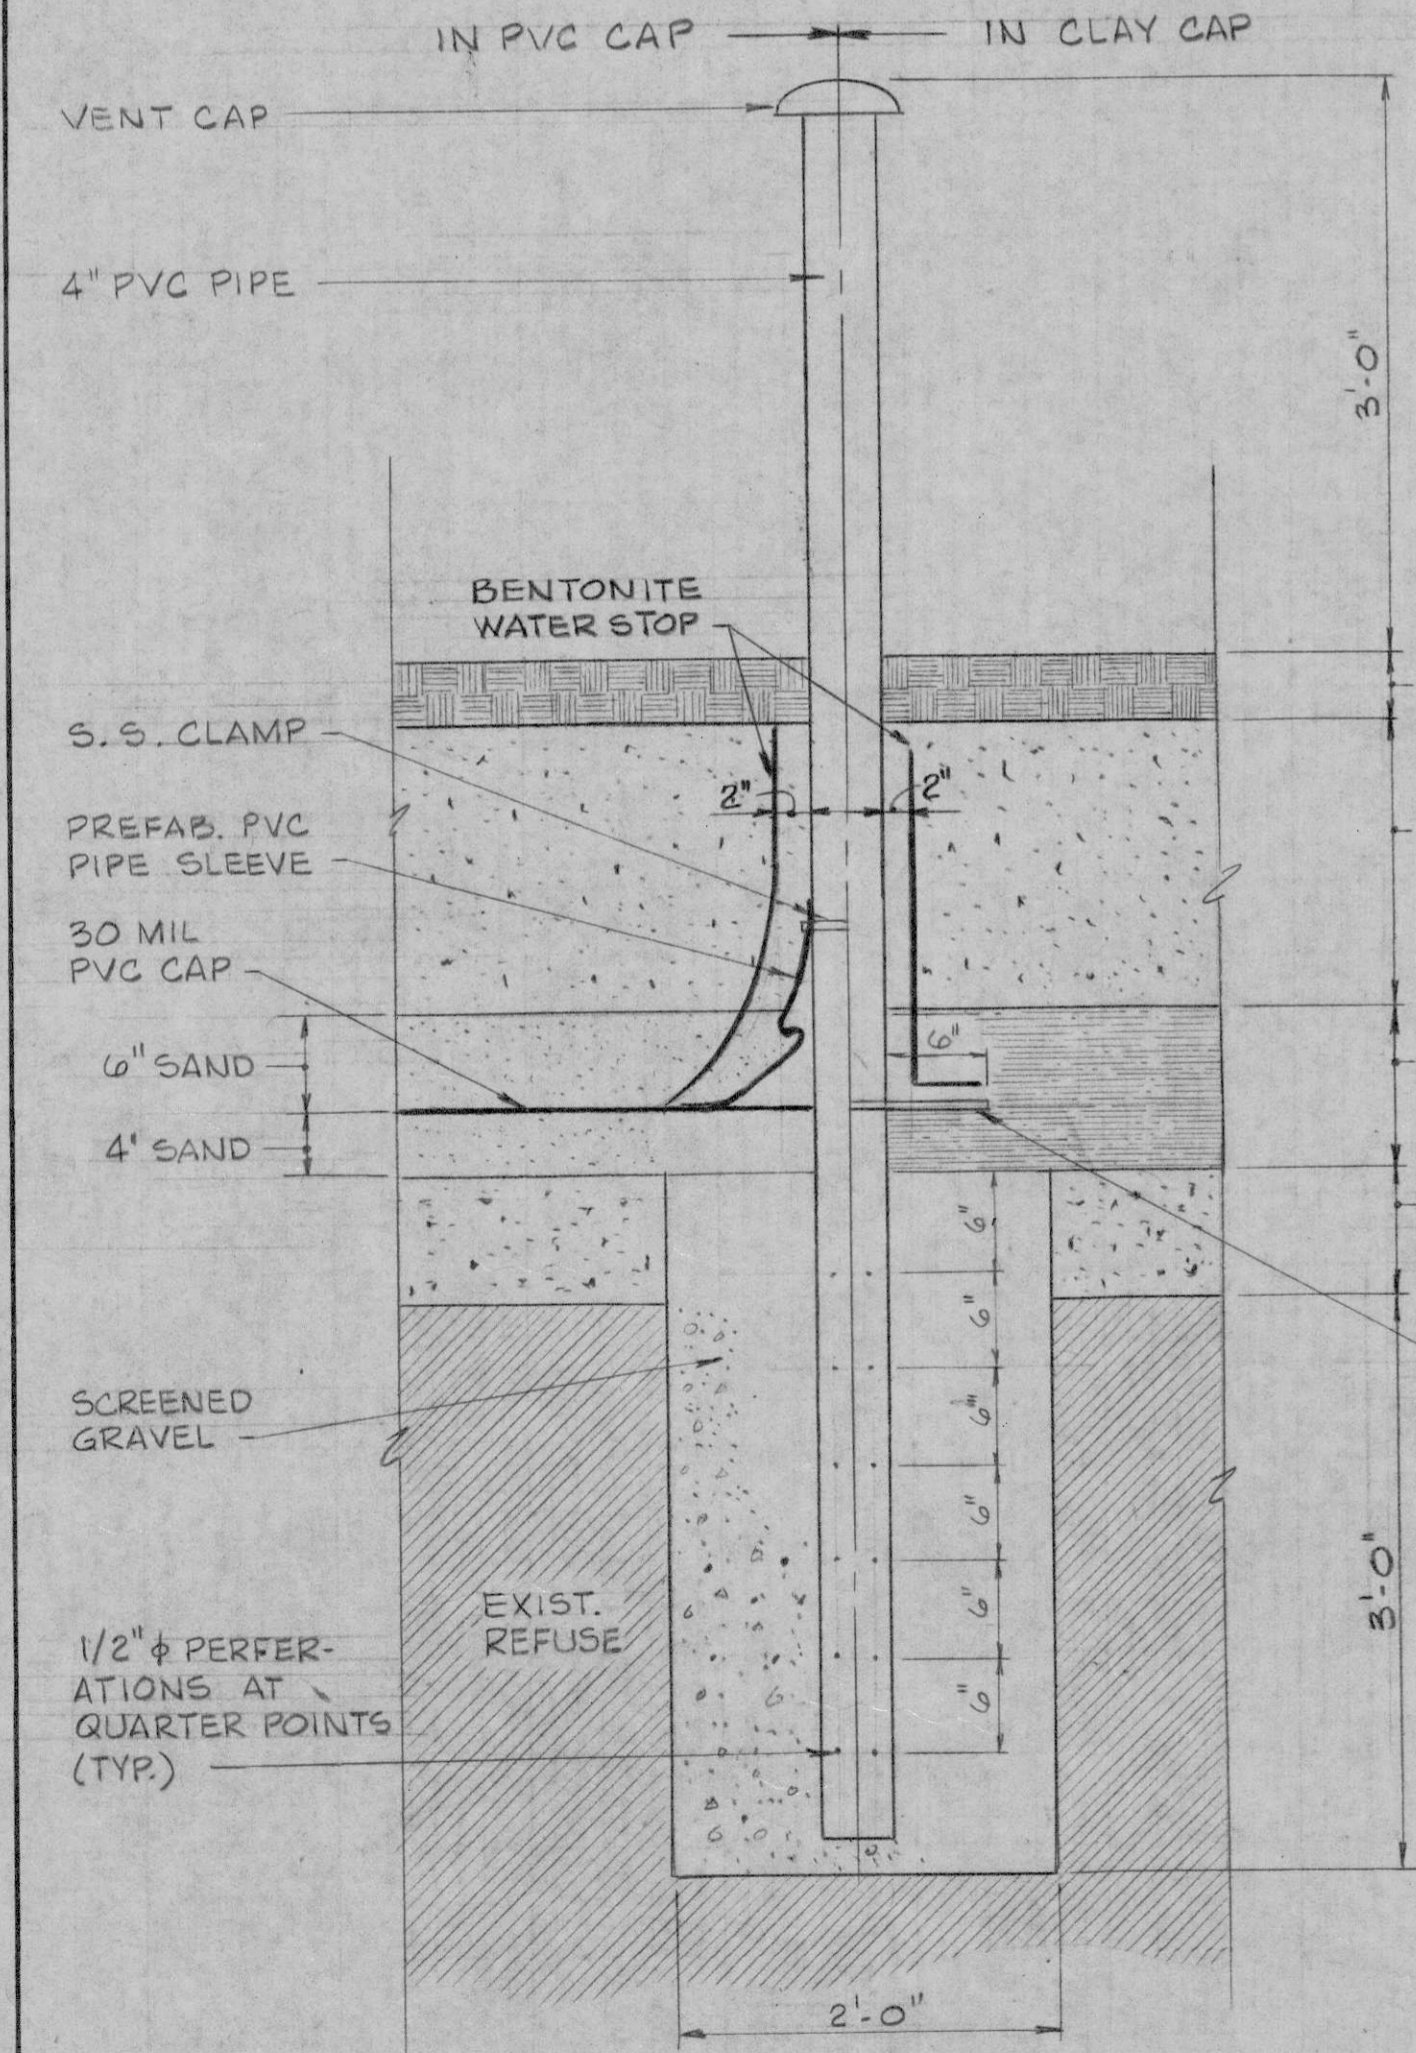 IN PVC CAP
IN CLAY CAP
VENT CAP
4" PVC PIPE
3'-0"
BENTONITE
WATER STOP
S.S. CLAMP
2"
2"
PREFAB. PVC
PIPE SLEEVE
30 MIL
PVC CAP
6" SAND
6"
4' SAND
6"
6"
SCREENED
GRAVEL
6"
6"
EXIST.
REFUSE
6"
3'-0"
1/2" ϕ PERFER-
ATIONS AT
QUARTER POINTS
(TYP.)
6"
2'-0"